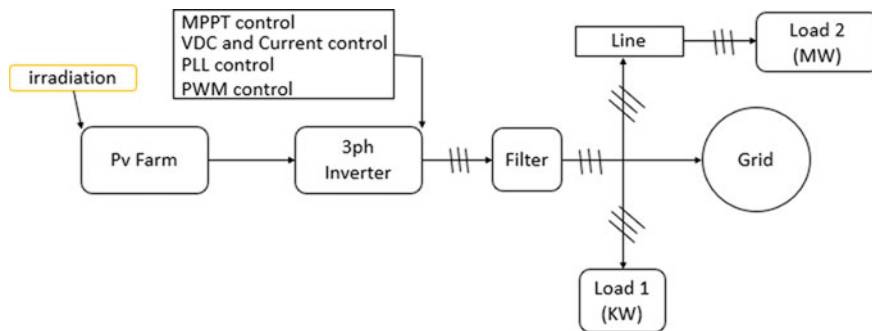 MPPT control
VDC and Current control
PLL control
PWM control
irradiation
Pv Farm
3ph
Inverter
Filter
Line
Load 2
(MW)
Grid
Load 1
(KW)